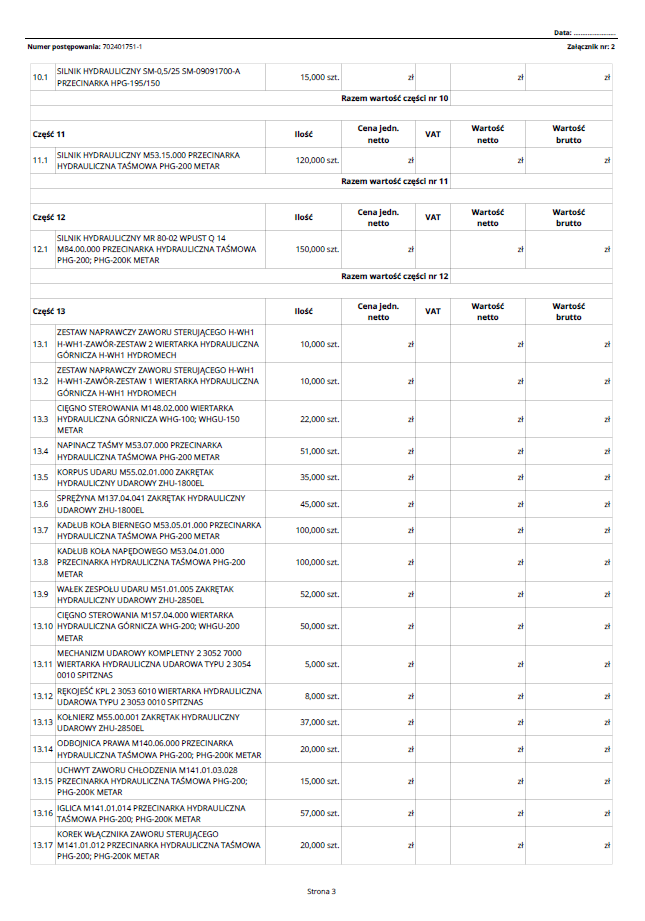 Data: .......................
Numer postępowania: 702401751-1 Załącznik nr: 2
10.1 SILNIK HYDRAULICZNY SM-0,5/25 SM-09091700-A PRZECINARKA HPG-195/150 15,000 szt. zł zł zł
Razem wartość części nr 10
Część 11 Ilość Cena jedn. netto VAT Wartość netto Wartość brutto
11.1 SILNIK HYDRAULICZNY M53.15.000 PRZECINARKA HYDRAULICZNA TAŚMOWA PHG-200 METAR 120,000 szt. zł zł zł
Razem wartość części nr 11
Część 12 Ilość Cena jedn. netto VAT Wartość netto Wartość brutto
12.1 SILNIK HYDRAULICZNY MR 80-02 WPUST Q 14 M84.00.000 PRZECINARKA HYDRAULICZNA TAŚMOWA PHG-200; PHG-200K METAR 150,000 szt. zł zł zł
Razem wartość części nr 12
Część 13 Ilość Cena jedn. netto VAT Wartość netto Wartość brutto
13.1 ZESTAW NAPRAWCZY ZAWORU STERUJĄCEGO H-WH1 H-WH1-ZAWÓR-ZESTAW 2 WIERTARKA HYDRAULICZNA GÓRNICZA H-WH1 HYDROMECH 10,000 szt. zł zł zł
13.2 ZESTAW NAPRAWCZY ZAWORU STERUJĄCEGO H-WH1 H-WH1-ZAWÓR-ZESTAW 1 WIERTARKA HYDRAULICZNA GÓRNICZA H-WH1 HYDROMECH 10,000 szt. zł zł zł
13.3 CIĘGNO STEROWANIA M148.02.000 WIERTARKA HYDRAULICZNA GÓRNICZA WHG-100; WHGU-150 METAR 22,000 szt. zł zł zł
13.4 NAPINACZ TAŚMY M53.07.000 PRZECINARKA HYDRAULICZNA TAŚMOWA PHG-200 METAR 51,000 szt. zł zł zł
13.5 KORPUS UDARU M55.02.01.000 ZAKRĘTAK HYDRAULICZNY UDAROWY ZHU-1800EL 35,000 szt. zł zł zł
13.6 SPRĘŻYNA M137.04.041 ZAKRĘTAK HYDRAULICZNY UDAROWY ZHU-1800EL 45,000 szt. zł zł zł
13.7 KADŁUB KOŁA BIERNEGO M53.05.01.000 PRZECINARKA HYDRAULICZNA TAŚMOWA PHG-200 METAR 100,000 szt. zł zł zł
13.8 KADŁUB KOŁA NAPĘDOWEGO M53.04.01.000 PRZECINARKA HYDRAULICZNA TAŚMOWA PHG-200 METAR 100,000 szt. zł zł zł
13.9 WAŁEK ZESPOŁU UDARU M51.01.005 ZAKRĘTAK HYDRAULICZNY UDAROWY ZHU-2850EL 52,000 szt. zł zł zł
13.10 CIĘGNO STEROWANIA M157.04.000 WIERTARKA HYDRAULICZNA GÓRNICZA WHG-200; WHGU-200 METAR 50,000 szt. zł zł zł
13.11 MECHANIZM UDAROWY KOMPLETNY 2 3052 7000 WIERTARKA HYDRAULICZNA UDAROWA TYPU 2 3054 0010 SPITZNAS 5,000 szt. zł zł zł
13.12 RĘKOJEŚĆ KPL 2 3053 6010 WIERTARKA HYDRAULICZNA UDAROWA TYPU 2 3053 0010 SPITZNAS 8,000 szt. zł zł zł
13.13 KOŁNIERZ M55.00.001 ZAKRĘTAK HYDRAULICZNY UDAROWY ZHU-2850EL 37,000 szt. zł zł zł
13.14 ODBOJNICA PRAWA M140.06.000 PRZECINARKA HYDRAULICZNA TAŚMOWA PHG-200; PHG-200K METAR 20,000 szt. zł zł zł
13.15 UCHWYT ZAWORU CHŁODZENIA M141.01.03.028 PRZECINARKA HYDRAULICZNA TAŚMOWA PHG-200; PHG-200K METAR 15,000 szt. zł zł zł
13.16 IGLICA M141.01.014 PRZECINARKA HYDRAULICZNA TAŚMOWA PHG-200; PHG-200K METAR 57,000 szt. zł zł zł
13.17 KOREK WŁĄCZNIKA ZAWORU STERUJĄCEGO M141.01.012 PRZECINARKA HYDRAULICZNA TAŚMOWA PHG-200; PHG-200K METAR 20,000 szt. zł zł zł
Strona 3